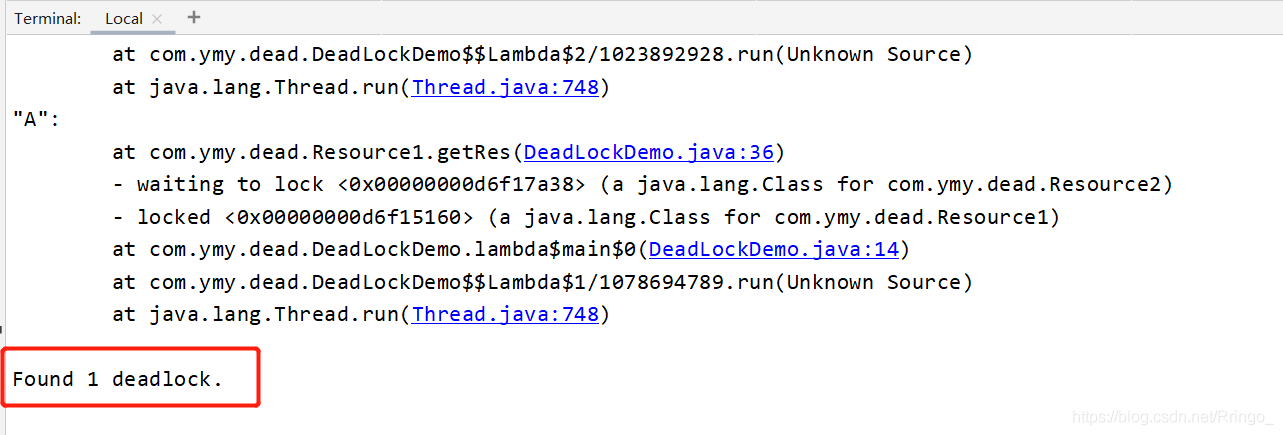 Terminal: Local × +
at com.ymy.dead.DeadLockDemo$$Lambda$2/1023892928.run(Unknown Source)
at java.lang.Thread.run(Thread.java:748)
"A":
at com.ymy.dead.Resource1.getRes(DeadLockDemo.java:36)
- waiting to lock <0x00000000d6f17a38> (a java.lang.Class for com.ymy.dead.Resource2)
- locked <0x00000000d6f15160> (a java.lang.Class for com.ymy.dead.Resource1)
at com.ymy.dead.DeadLockDemo.lambda$main$0(DeadLockDemo.java:14)
at com.ymy.dead.DeadLockDemo$$Lambda$1/1078694789.run(Unknown Source)
at java.lang.Thread.run(Thread.java:748)
Found 1 deadlock.
https://blog.csdn.net/Rringo_